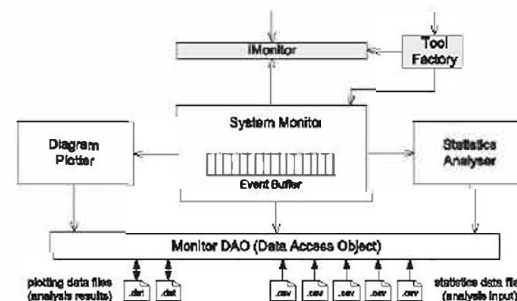 IMonitor
Tool
Factory
System Monitor
Event Buffer
Diagram
Plotter
Statistics
Analyser
Monitor DAO (Data Access Object)
plotting data files
(analysis results)
.dat .dat
.csv .csv .csv .csv .csv
statistics data file
(analysis input)